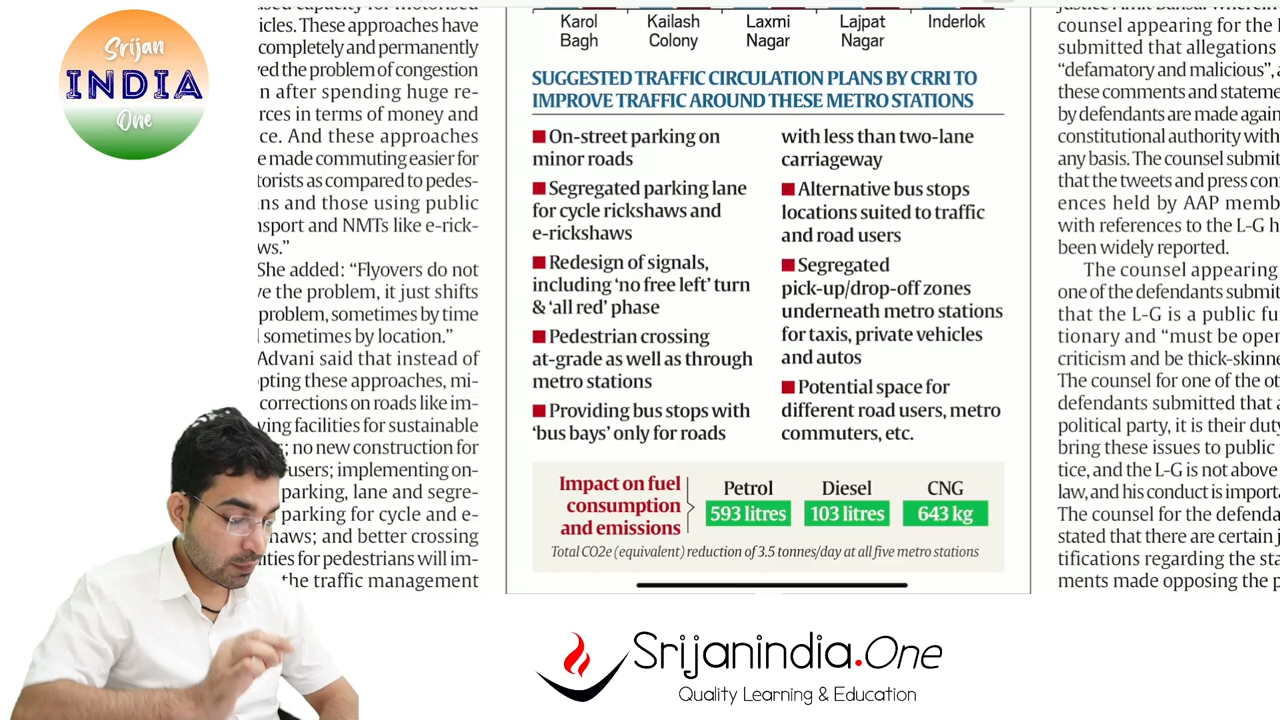 Srijan
INDIA
One
icles. These approaches have
completely and permanently
ved the problem of congestion
n after spending huge re-
rces in terms of money and
ce. And these approaches
e made commuting easier for
torists as compared to pedes-
ns and those using public
nsport and NMTs like e-rick-
ws.”
She added: “Flyovers do not
ve the problem, it just shifts
problem, sometimes by time
l sometimes by location.”
Advani said that instead of
pting these approaches, mi-
corrections on roads like im-
ving facilities for sustainable
s; no new construction for
users; implementing on-
parking, lane and segre-
parking for cycle and e-
haws; and better crossing
ities for pedestrians will im-
the traffic management
Karol
Bagh
Kailash
Colony
Laxmi
Nagar
Lajpat
Nagar
Inderlok
SUGGESTED TRAFFIC CIRCULATION PLANS BY CRRI TO
IMPROVE TRAFFIC AROUND THESE METRO STATIONS
On-street parking on
minor roads
Segregated parking lane
for cycle rickshaws and
e-rickshaws
Redesign of signals,
including ‘no free left’ turn
& ‘all red’ phase
Pedestrian crossing
at-grade as well as through
metro stations
Providing bus stops with
‘bus bays’ only for roads
with less than two-lane
carriageway
Alternative bus stops
locations suited to traffic
and road users
Segregated
pick-up/drop-off zones
underneath metro stations
for taxis, private vehicles
and autos
Potential space for
different road users, metro
commuters, etc.
Impact on fuel
consumption
and emissions
Petrol
593 litres
Diesel
103 litres
CNG
643 kg
Total CO2e (equivalent) reduction of 3.5 tonnes/day at all five metro stations
counsel appearing for the
submitted that allegations
“defamatory and malicious”,
these comments and stateme
by defendants are made again
constitutional authority with
any basis. The counsel submit
that the tweets and press con
ences held by AAP memb
with references to the L-G h
been widely reported.
The counsel appearing
one of the defendants submit
that the L-G is a public fu
tionary and “must be open
criticism and be thick-skinne
The counsel for one of the ot
defendants submitted that a
political party, it is their duty
bring these issues to public
tice, and the L-G is not above
law, and his conduct is importa
The counsel for the defenda
stated that there are certain j
tifications regarding the sta
ments made opposing the p
Srijanindia.One
Quality Learning & Education